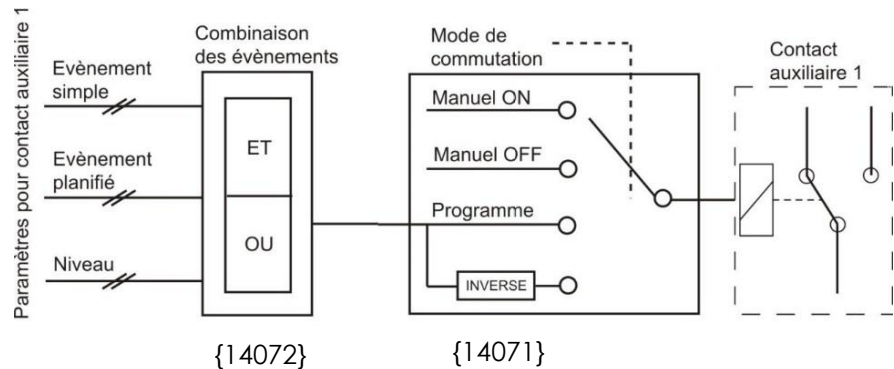 Paramètres pour contact auxiliaire 1
Evènement
simple
Evènement
planifié
Niveau
Combinaison
des évènements
ET
OU
{14072}
Mode de
commutation
Manuel ON
Manuel OFF
Programme
INVERSE
{14071}
Contact
auxiliaire 1